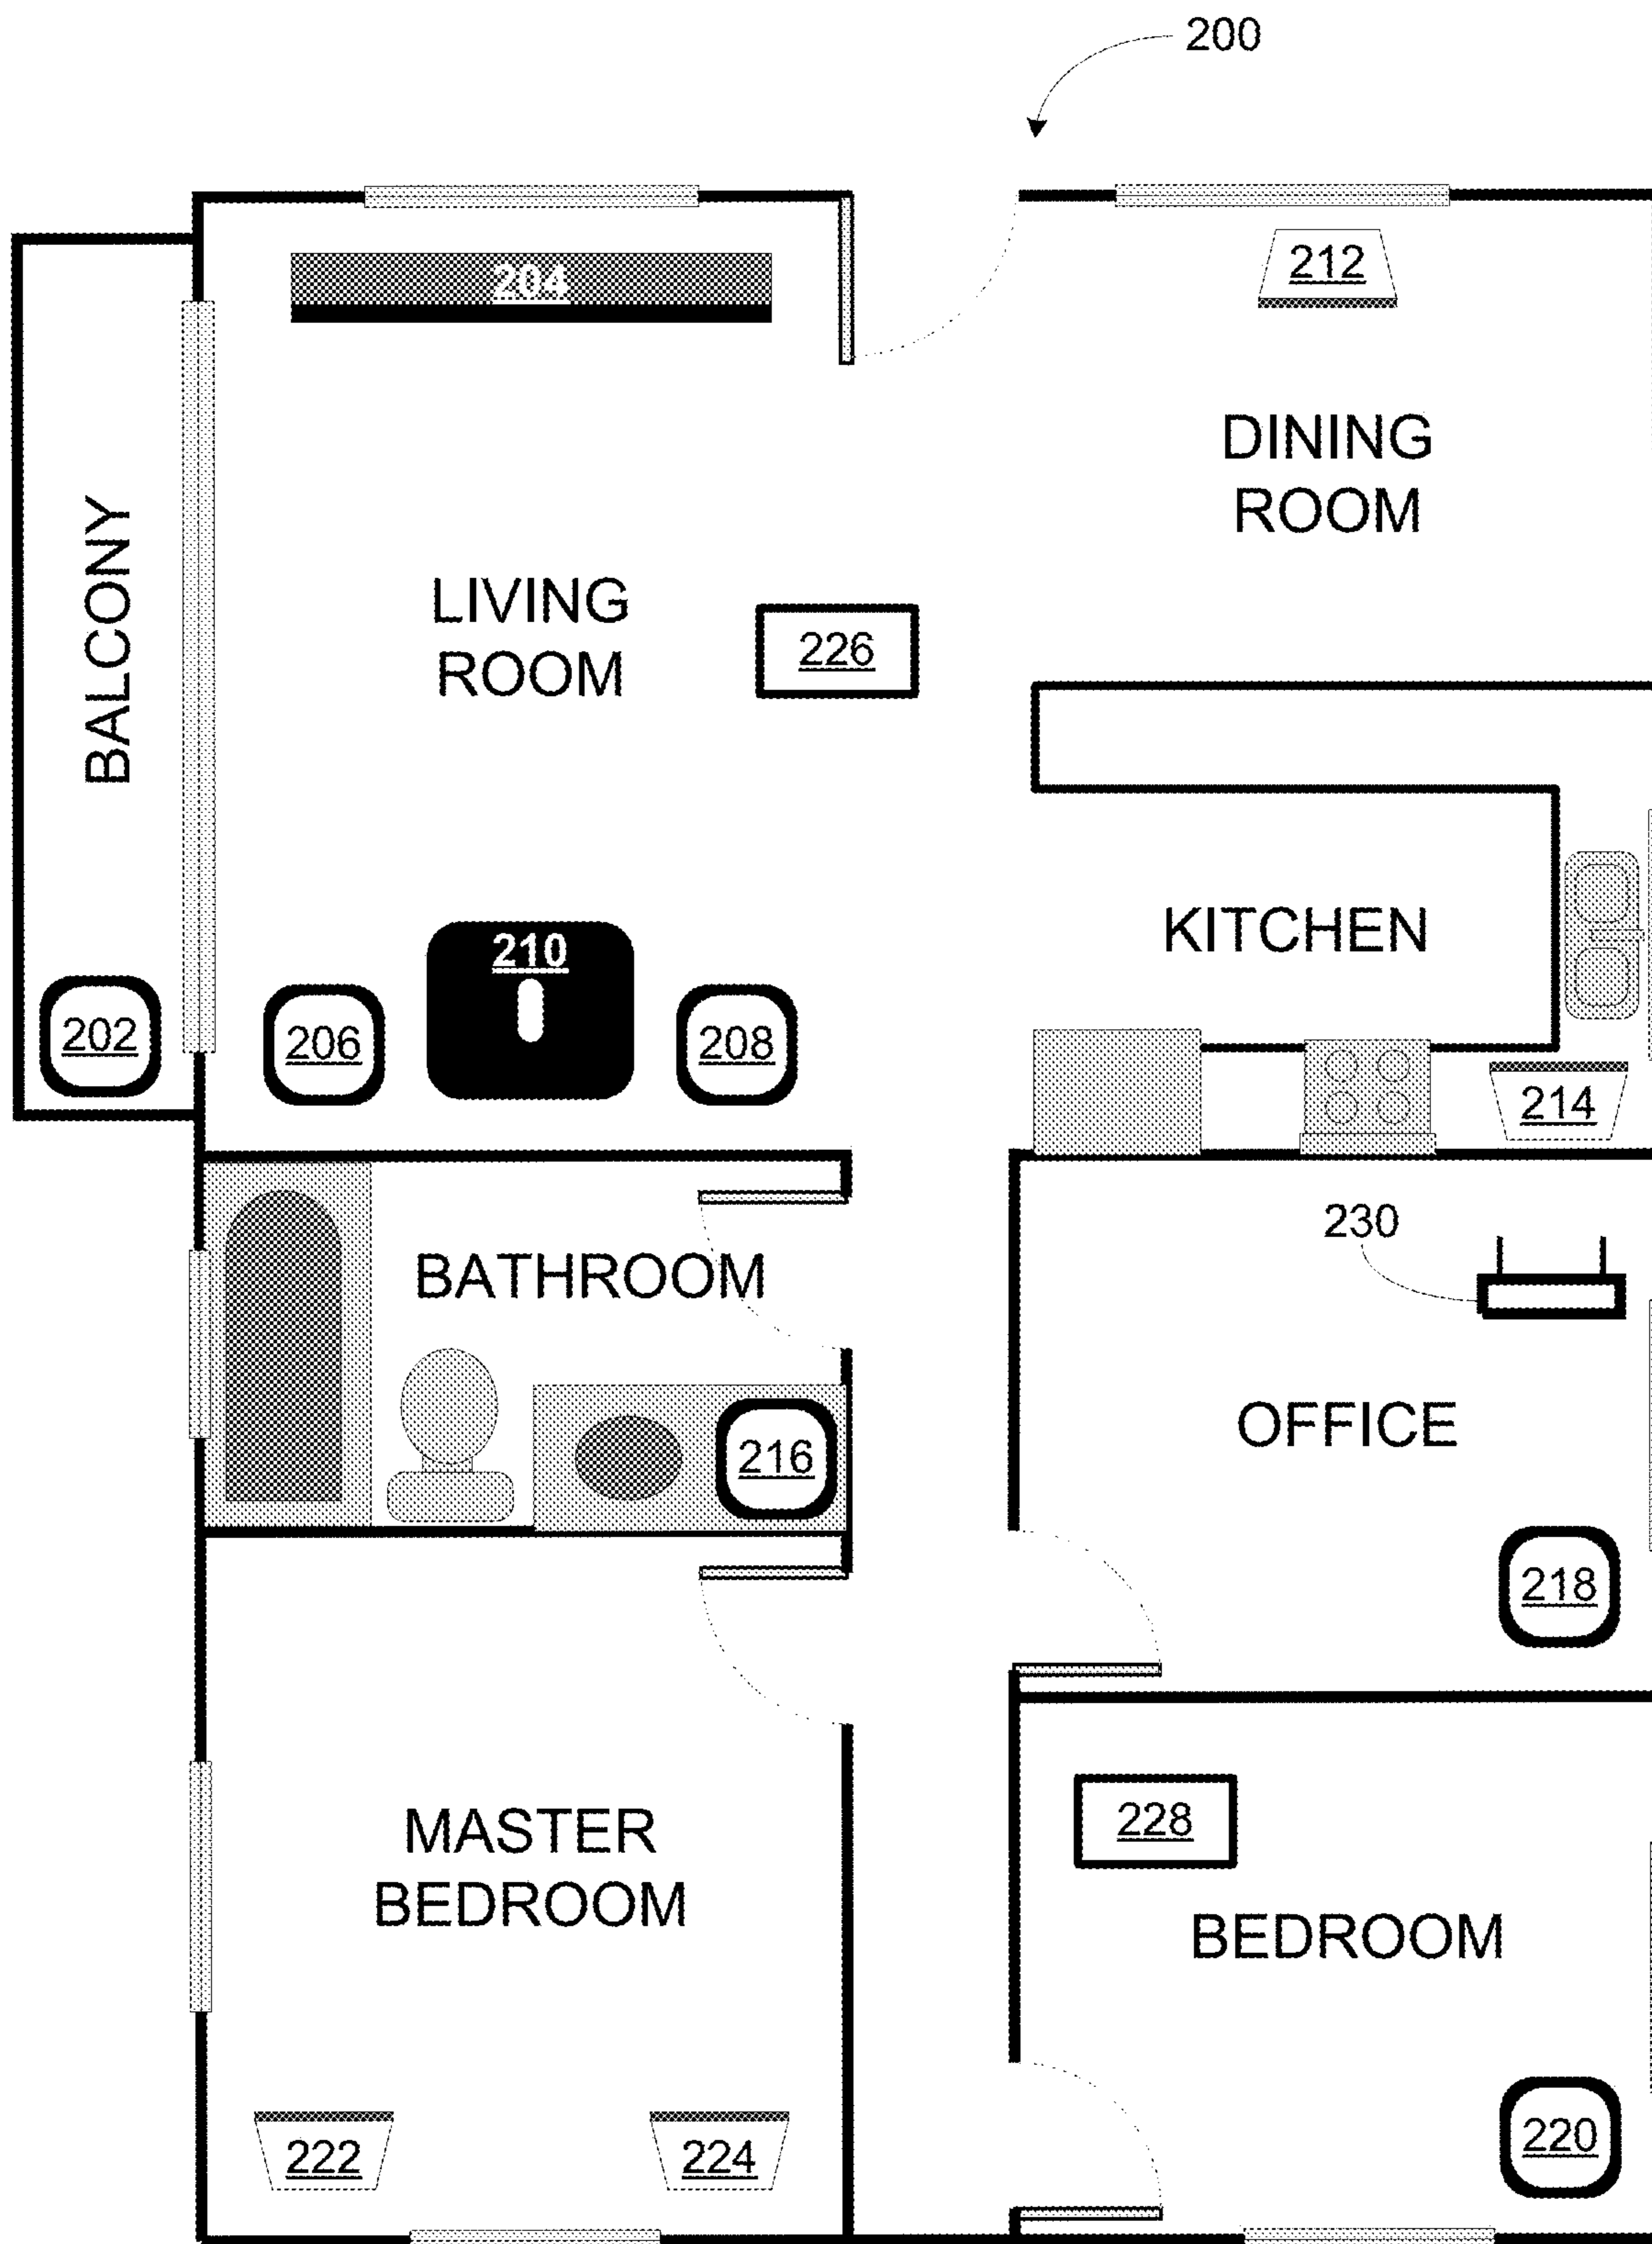 200
204
212
DINING
ROOM
BALCONY
LIVING
ROOM
226
KITCHEN
210
202
206
208
214
230
BATHROOM
OFFICE
216
218
228
MASTER
BEDROOM
BEDROOM
220
222
224